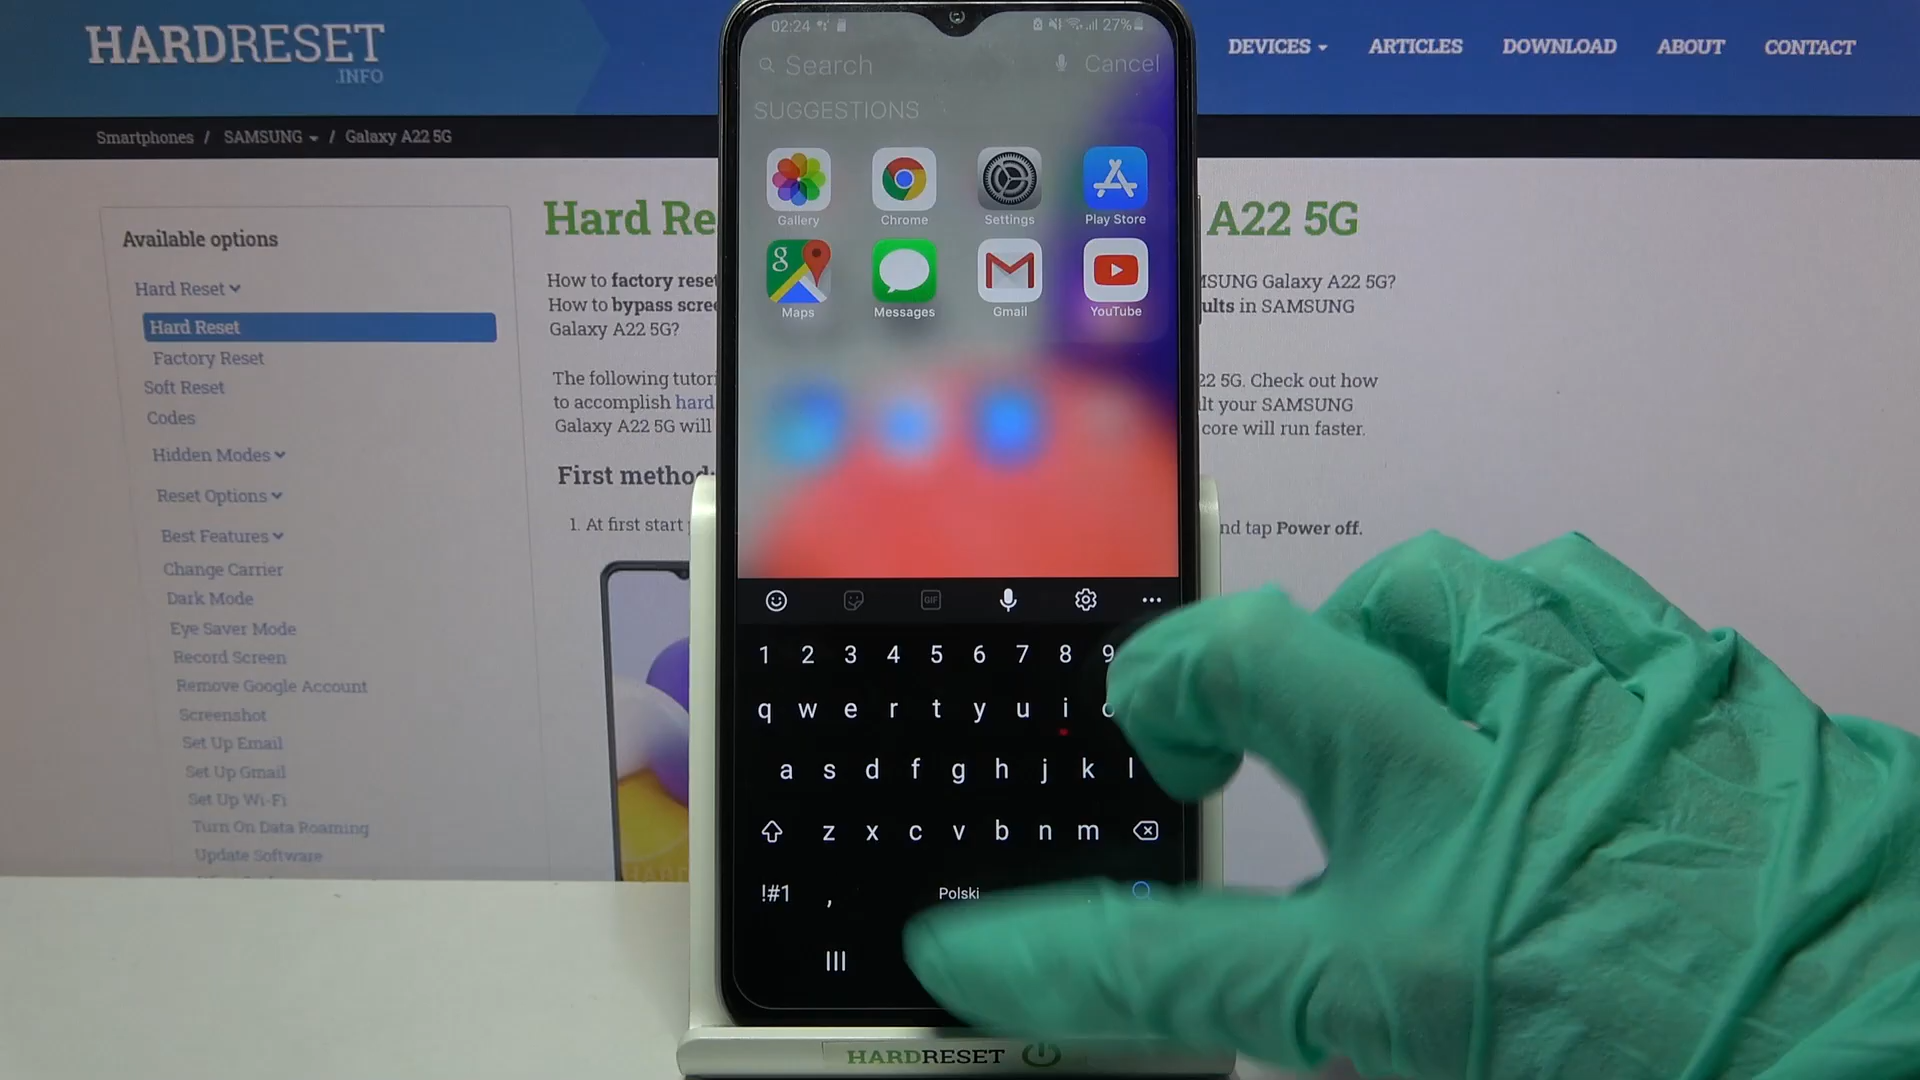 HARDRESET
.INFO
DEVICES
ARTICLES
DOWNLOAD
ABOUT
CONTACT
Smartphones / SAMSUNG / Galaxy A22 5G
Available options
Hard Reset
Hard Reset
Factory Reset
Soft Reset
Codes
Hidden Modes
Reset Options
Best Features
Change Carrier
Dark Mode
Eye Saver Mode
Record Screen
Remove Google Account
Screenshot
Set Up Email
Set Up Gmail
Set Up Wi-Fi
Turn On Data Roaming
Update Software
Hard Re
A22 5G
How to factory reset
How to bypass scre
Galaxy A22 5G?
MSUNG Galaxy A22 5G?
ults in SAMSUNG
The following tutori
to accomplish hard
Galaxy A22 5G will
22 5G. Check out how
lt your SAMSUNG
core will run faster.
First method:
1. At first start
nd tap Power off.
02:24
27%
Search
Cancel
SUGGESTIONS
Gallery
Chrome
Settings
Play Store
Maps
Messages
Gmail
YouTube
GIF
1 2 3 4 5 6 7 8 9
q w e r t y u i o
a s d f g h j k l
z x c v b n m
!#1 , Polski .
HARDRESET